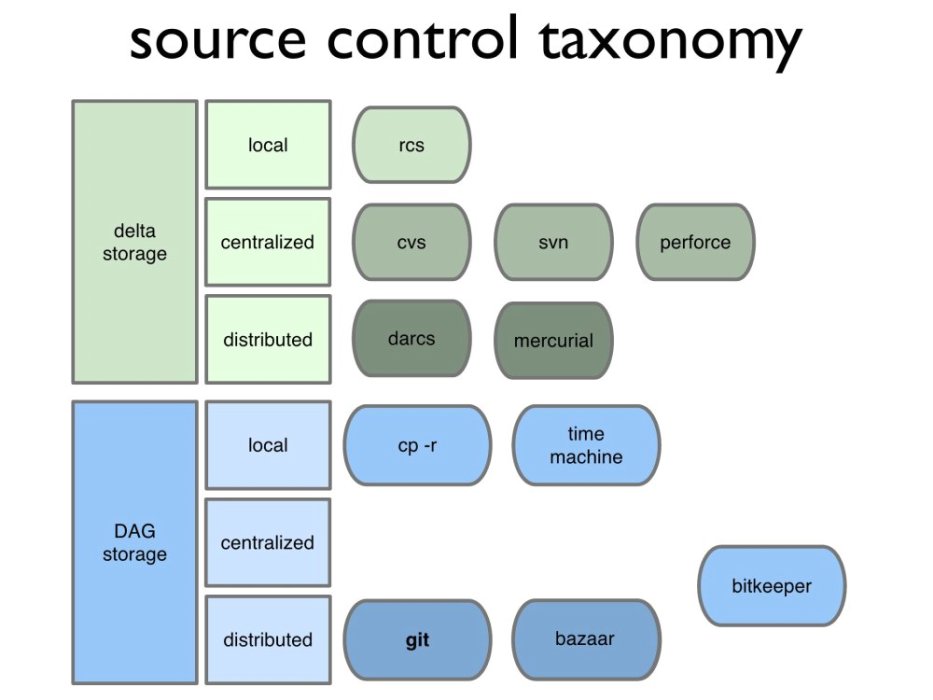 source control taxonomy
delta
storage
local
rcs
centralized
cvs
svn
perforce
distributed
darcs
mercurial
DAG
storage
local
cp -r
time
machine
centralized
bitkeeper
distributed
git
bazaar